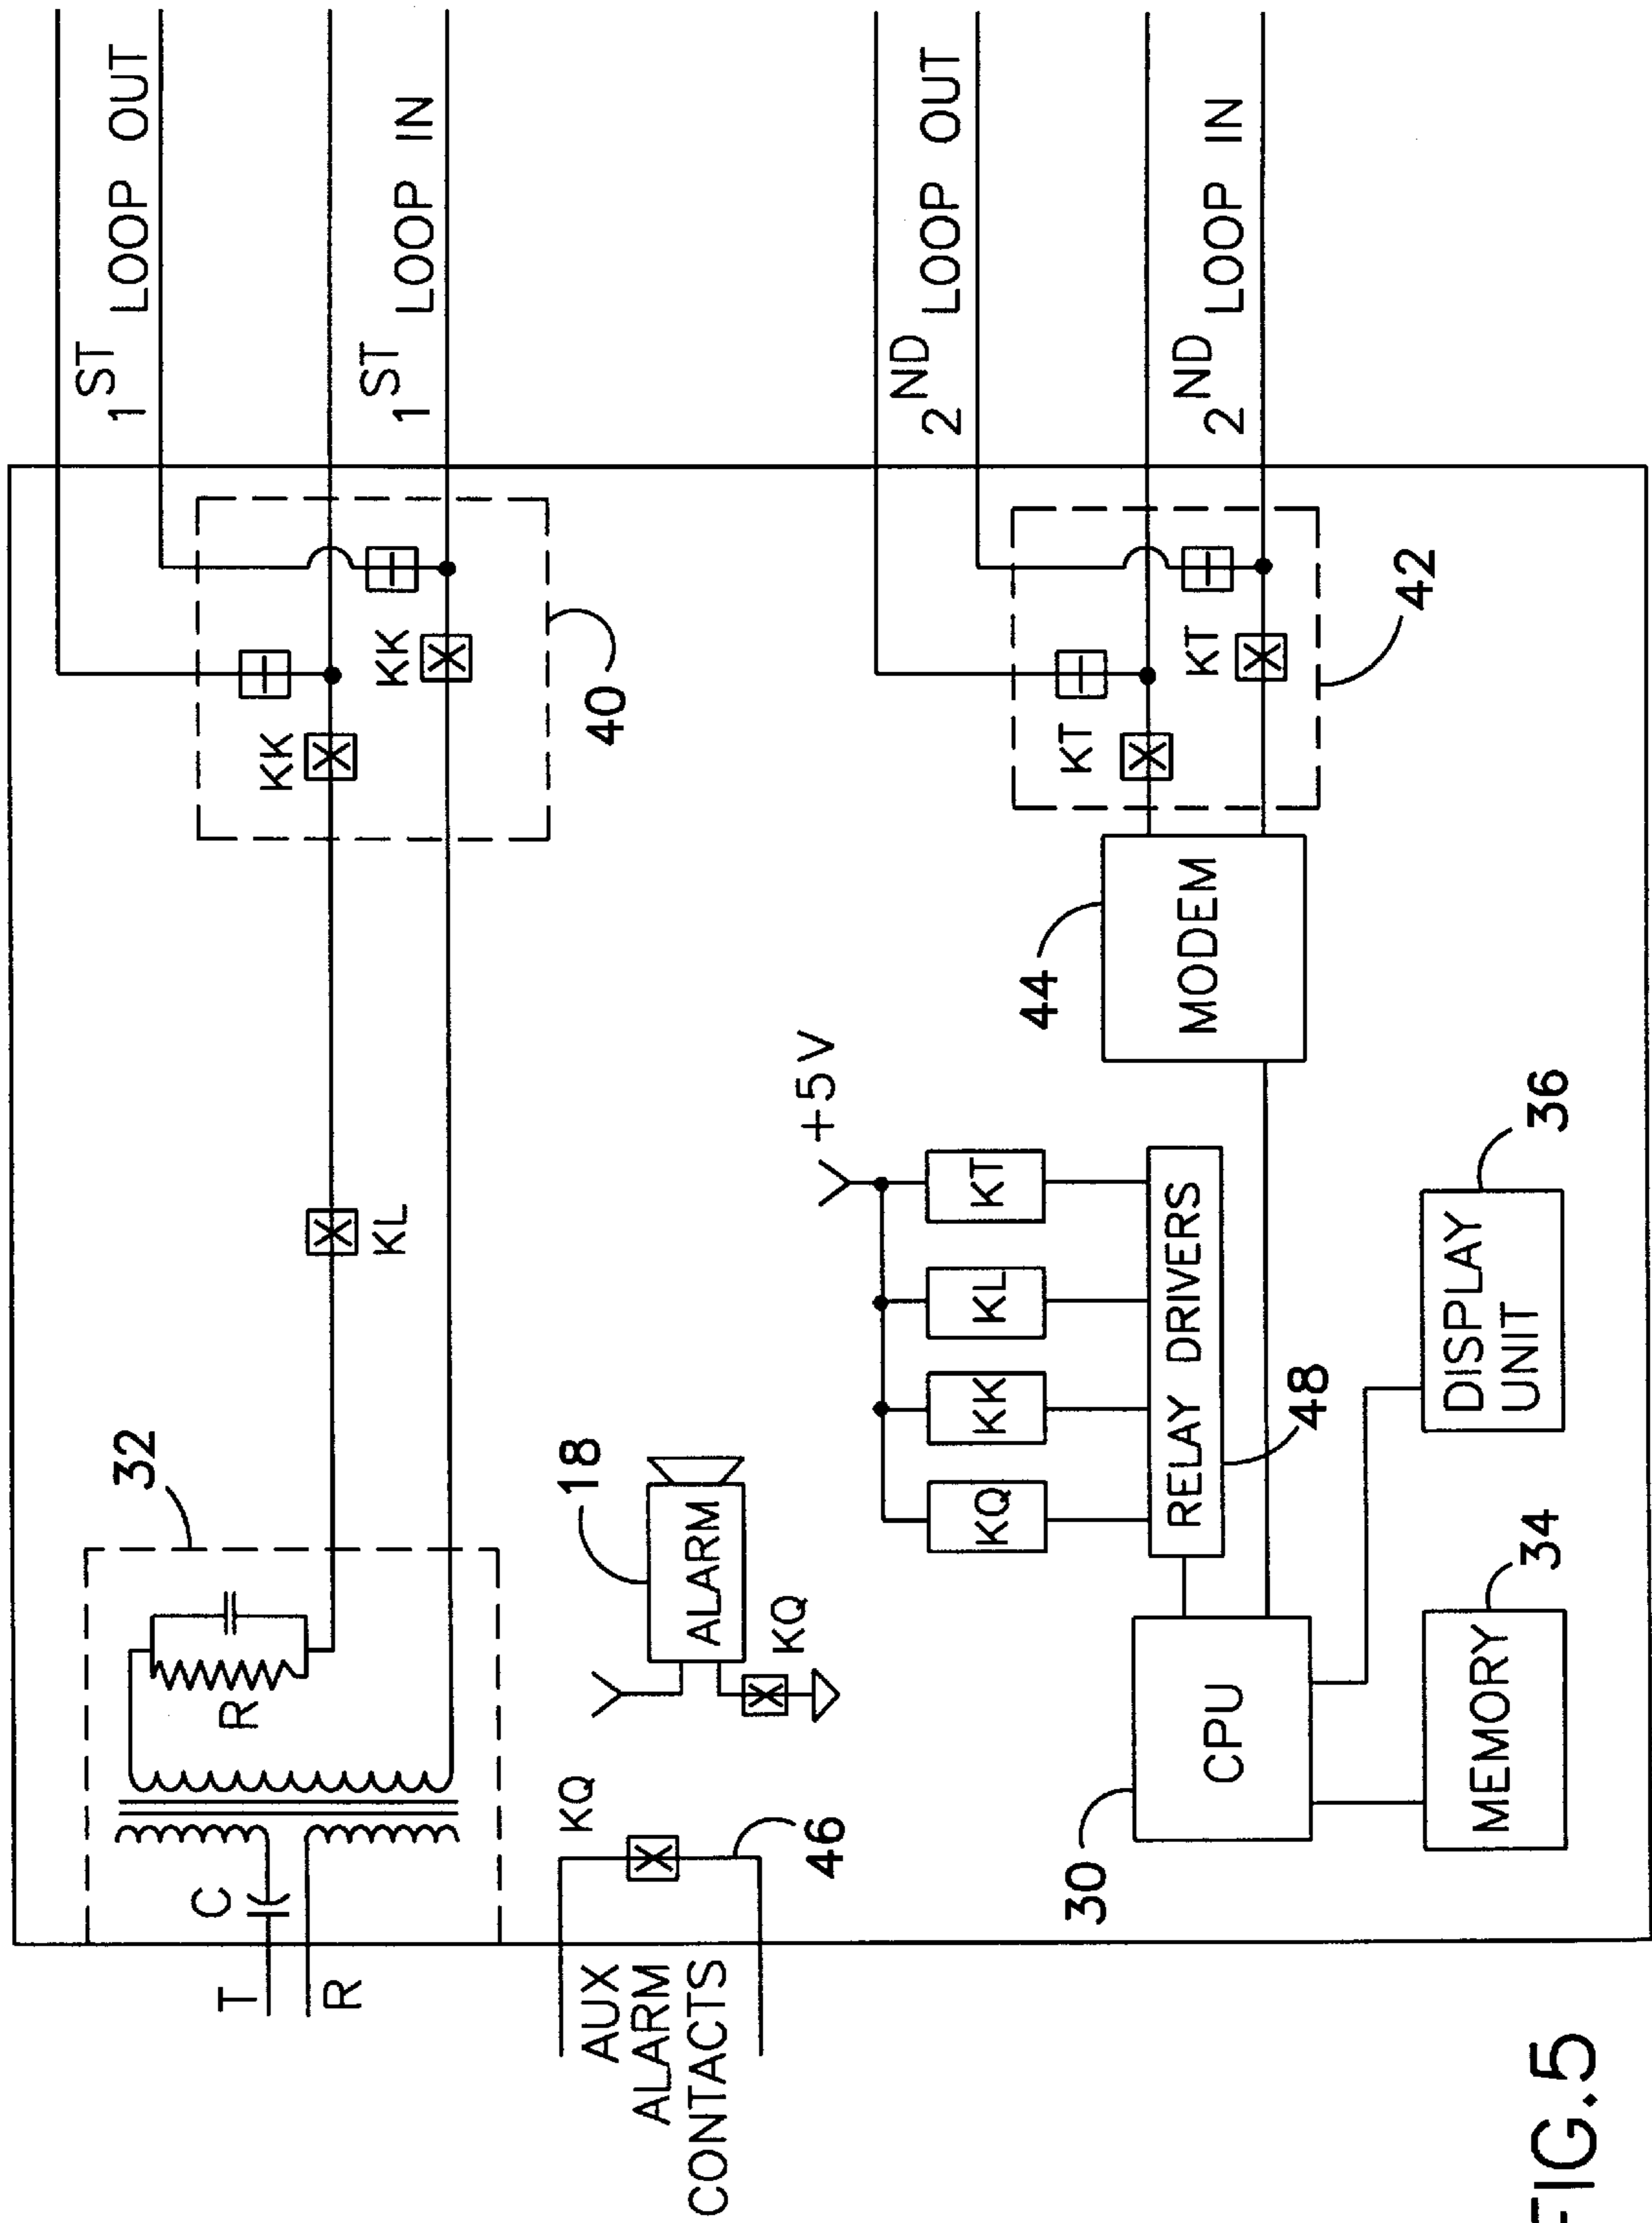 1ST LOOP OUT
1ST LOOP IN
2ND LOOP OUT
2ND LOOP IN
32
C
T
R
R
KL
KK
KK
40
AUX
ALARM
CONTACTS
KQ
46
18
ALARM
KQ
+5V
KQ
KK
KL
KT
RELAY DRIVERS
48
44
MODEM
KT
KT
42
30
CPU
MEMORY
34
DISPLAY
UNIT
36
FIG.5